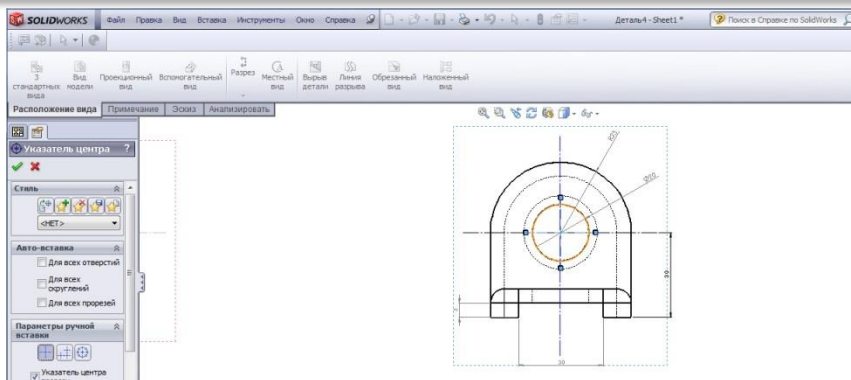 SOLIDWORKS Файл Правка Вид Вставка Инструменты Окно Справка Деталь4 - Sheet1 * Поиск в Справке по SolidWorks
3 стандартных вида
Вид модели
Проекционный вид
Вспомогательный вид
Разрез
Местный вид
Вырыв детали
Линия разрыва
Обрезанный вид
Наложенный вид
Расположение вида Примечание Эскиз Анализировать
Указатель центра ?
Стиль
<НЕТ>
Авто-вставка
Для всех отверстий
Для всех округлений
Для всех прорезей
Параметры ручной вставки
Указатель центра
30
30